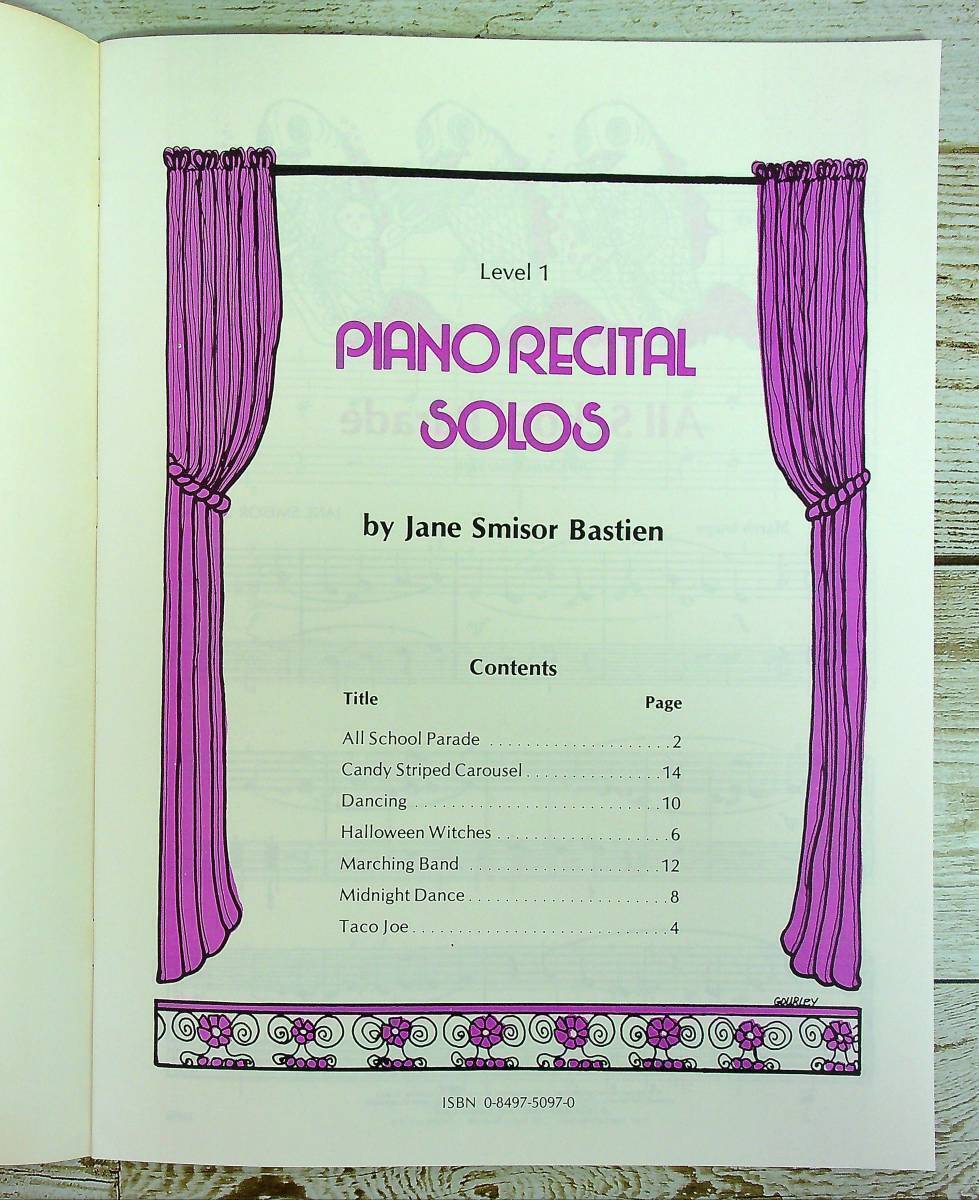 Level 1
PIANO RECITAL
SOLOS
by Jane Smisor Bastien
Contents
Title Page
All School Parade . . . . . . . . . . . . . . . . . . . . 2
Candy Striped Carousel . . . . . . . . . . . . . . . 14
Dancing . . . . . . . . . . . . . . . . . . . . . . . . . . . 10
Halloween Witches . . . . . . . . . . . . . . . . . . . 6
Marching Band . . . . . . . . . . . . . . . . . . . . . 12
Midnight Dance . . . . . . . . . . . . . . . . . . . . . . 8
Taco Joe . . . . . . . . . . . . . . . . . . . . . . . . . . . . 4
GOURLEY
ISBN 0-8497-5097-0